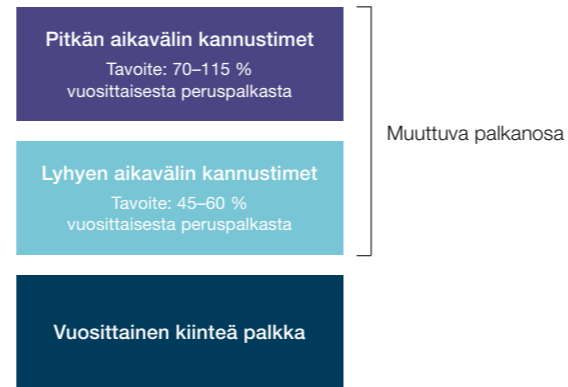 Pitkän aikavälin kannustimet
Tavoite: 70–115 %
vuosittaisesta peruspalkasta
Muuttuva palkanosa
Lyhyen aikavälin kannustimet
Tavoite: 45–60 %
vuosittaisesta peruspalkasta
Vuosittainen kiinteä palkka